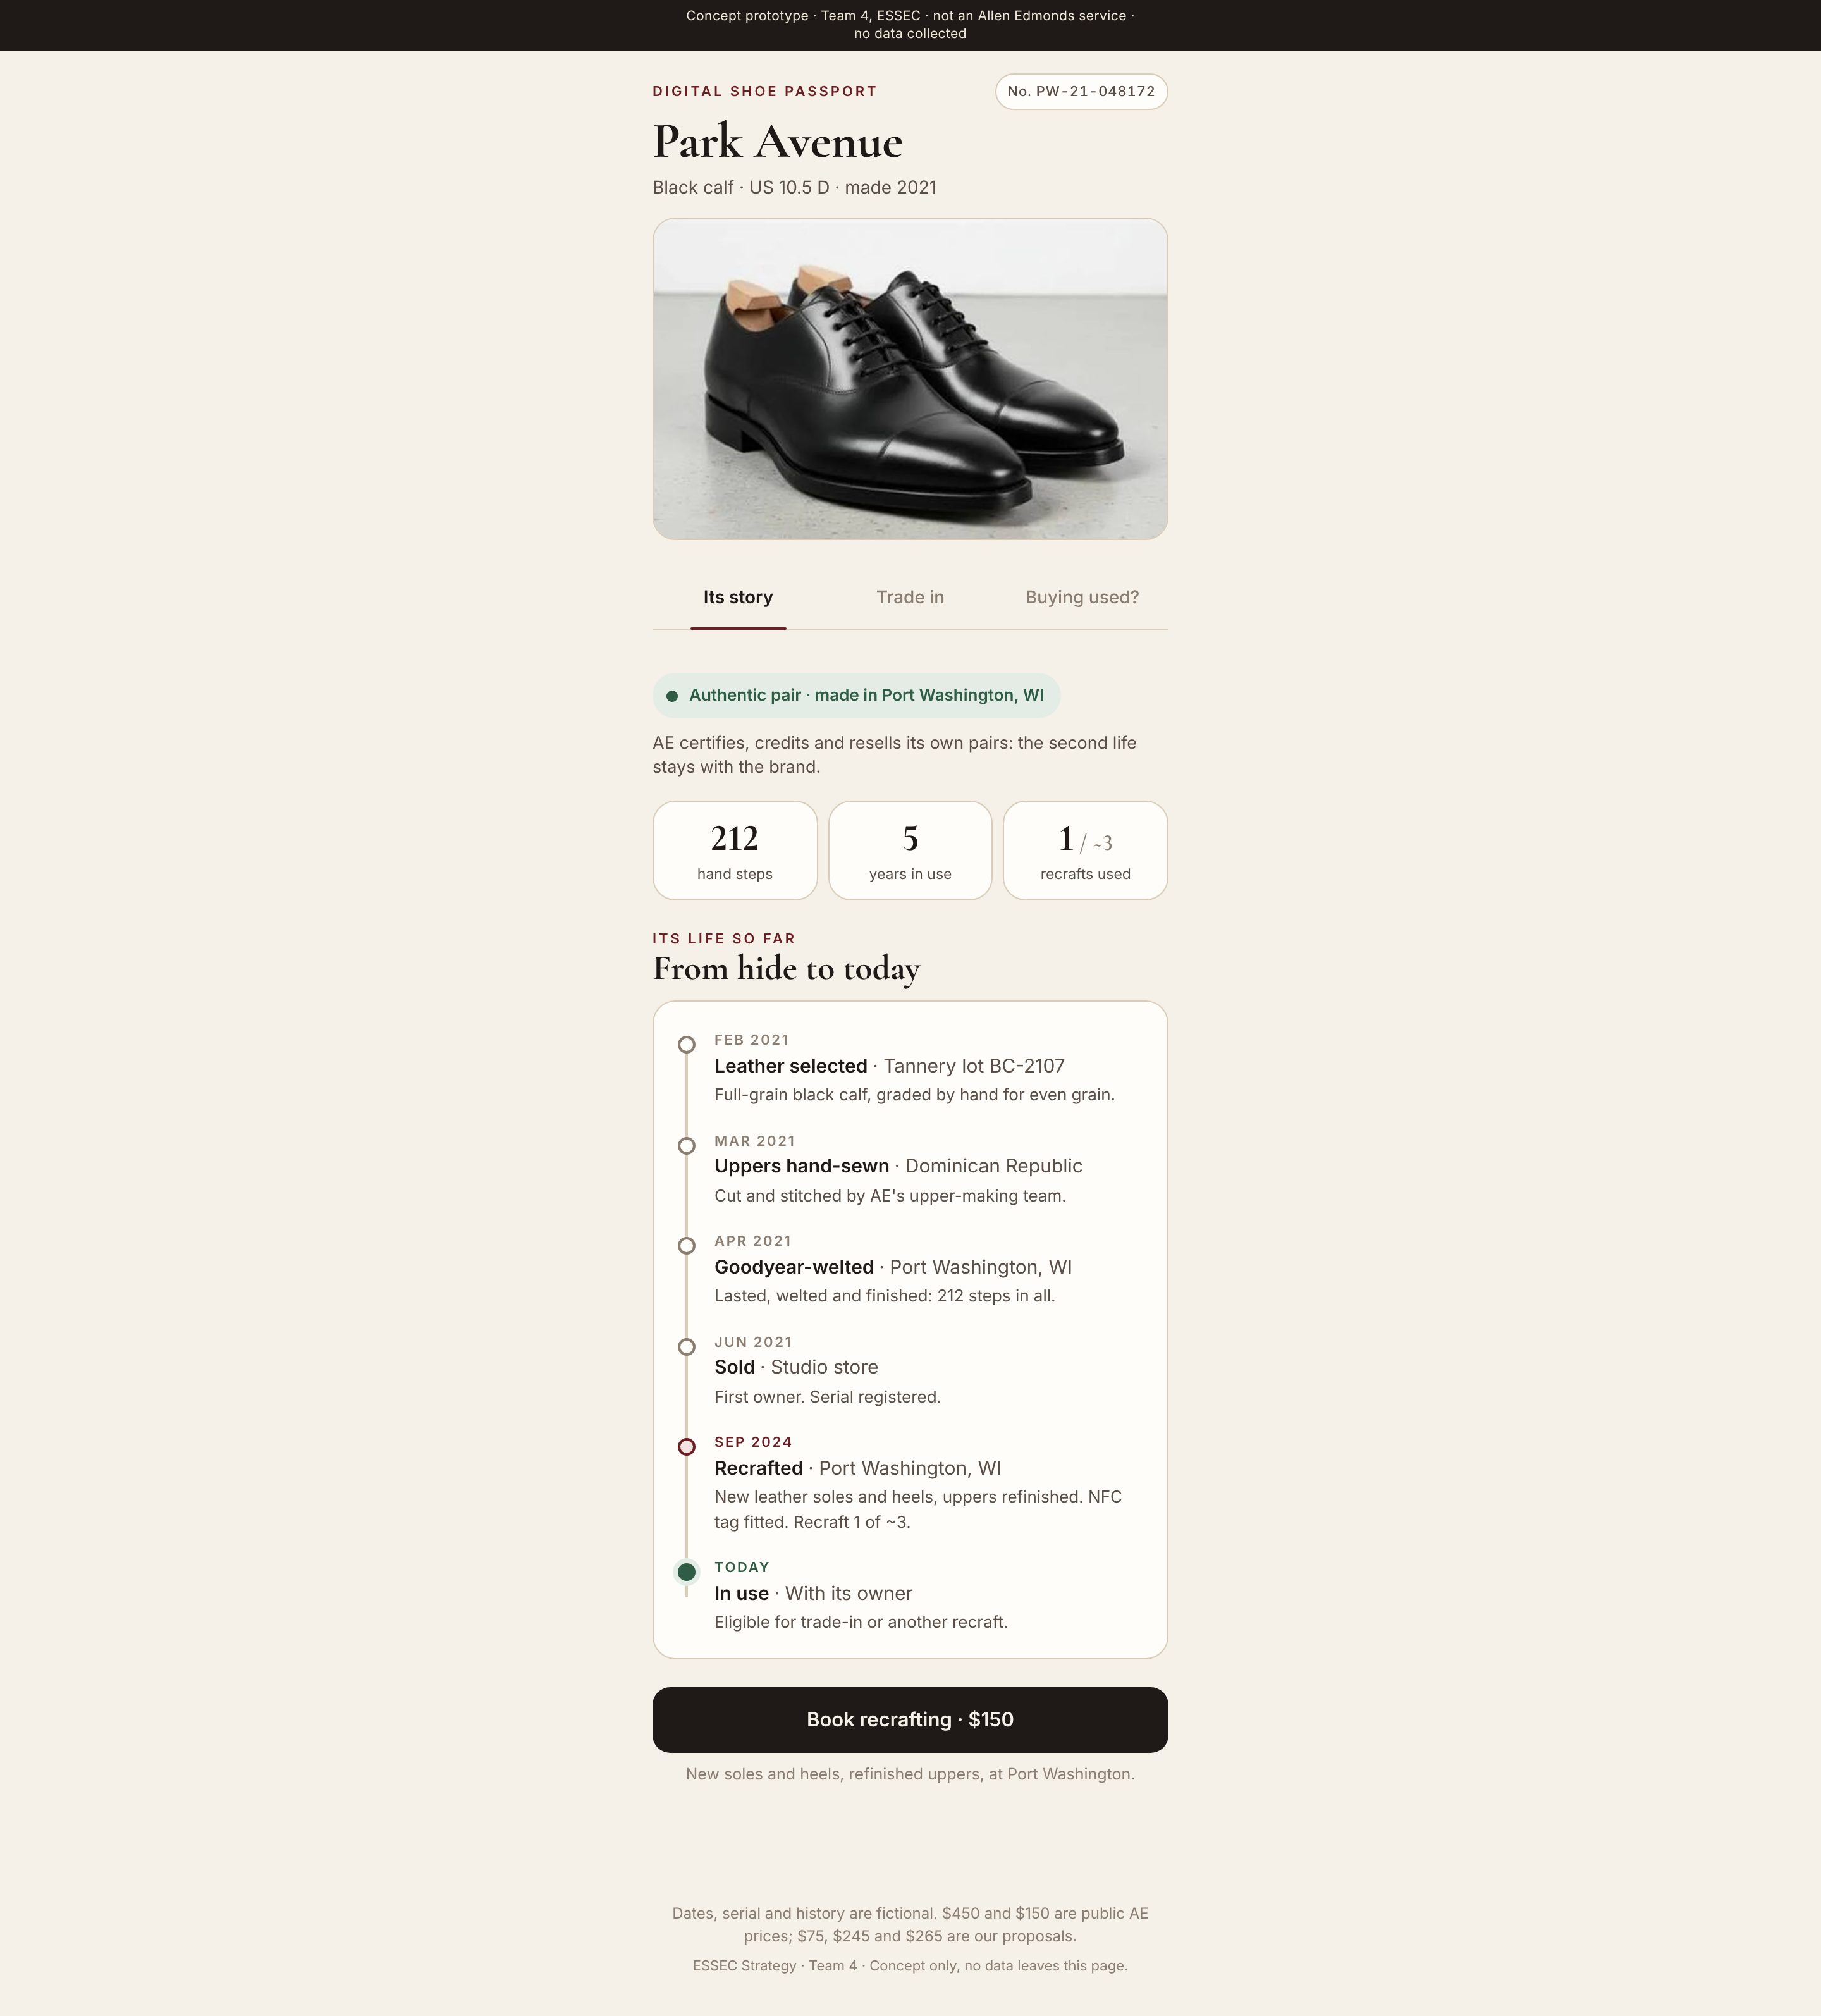 Concept prototype · Team 4, ESSEC · not an Allen Edmonds service ·
no data collected
DIGITAL SHOE PASSPORT
No. PW-21-048172
Park Avenue
Black calf · US 10.5 D · made 2021
Its story
Trade in
Buying used?
Authentic pair · made in Port Washington, WI
AE certifies, credits and resells its own pairs: the second life
stays with the brand.
212
hand steps
5
years in use
1 / ~3
recrafts used
ITS LIFE SO FAR
From hide to today
FEB 2021
Leather selected · Tannery lot BC-2107
Full-grain black calf, graded by hand for even grain.
MAR 2021
Uppers hand-sewn · Dominican Republic
Cut and stitched by AE's upper-making team.
APR 2021
Goodyear-welted · Port Washington, WI
Lasted, welted and finished: 212 steps in all.
JUN 2021
Sold · Studio store
First owner. Serial registered.
SEP 2024
Recrafted · Port Washington, WI
New leather soles and heels, uppers refinished. NFC
tag fitted. Recraft 1 of ~3.
TODAY
In use · With its owner
Eligible for trade-in or another recraft.
Book recrafting · $150
New soles and heels, refinished uppers, at Port Washington.
Dates, serial and history are fictional. $450 and $150 are public AE
prices; $75, $245 and $265 are our proposals.
ESSEC Strategy · Team 4 · Concept only, no data leaves this page.